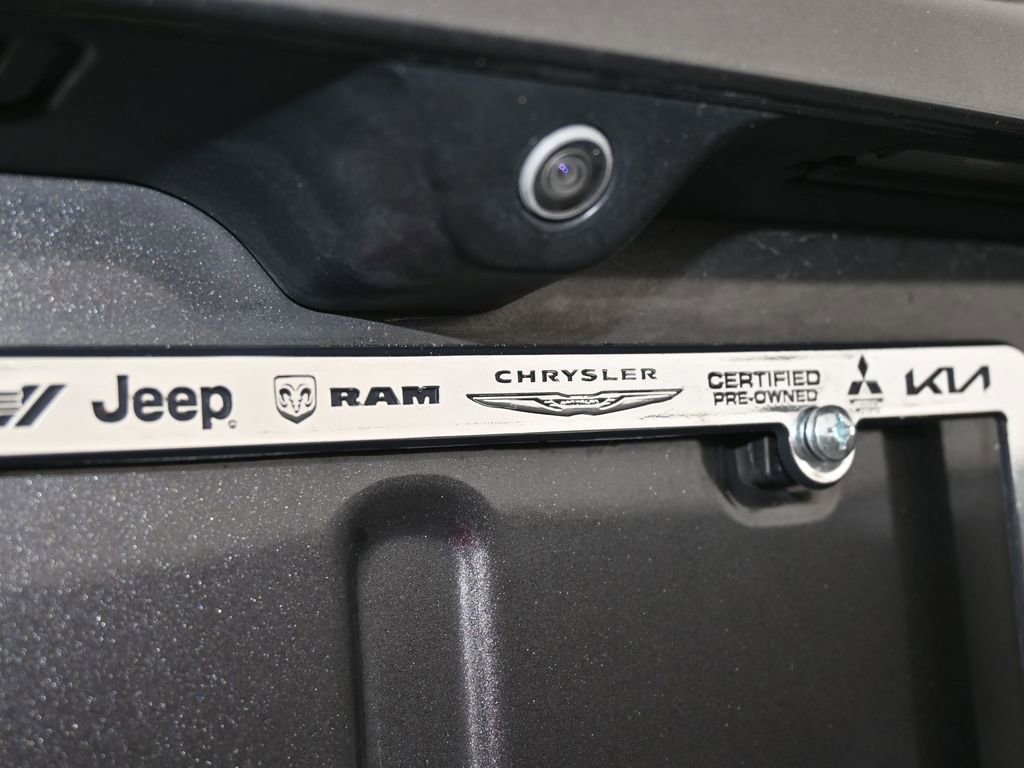 Jeep
RAM
CHRYSLER
CERTIFIED
PRE-OWNED
KIA